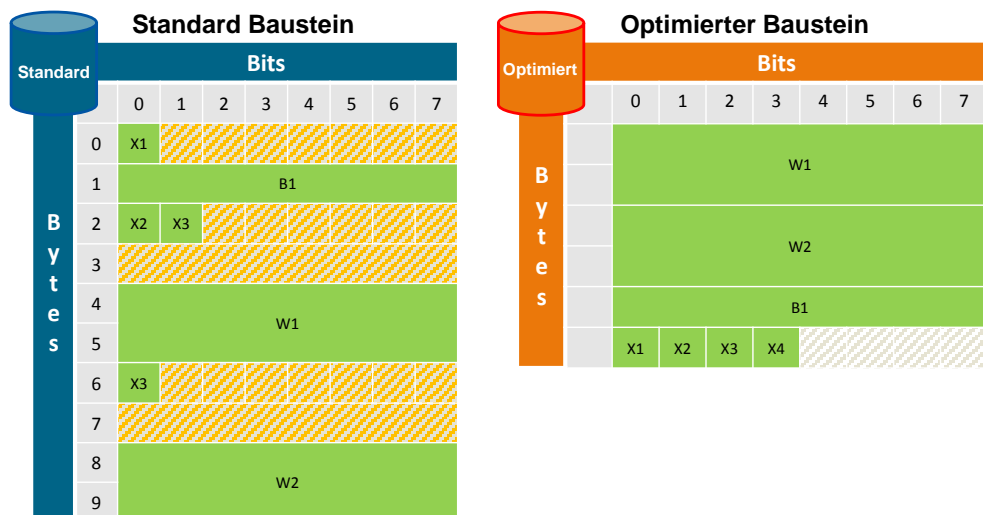 Standard Baustein
Standard
Bits
0 1 2 3 4 5 6 7
Bytes
0 X1
1 B1
2 X2 X3
3
4
W1
5
6 X3
7
8
W2
9
Optimierter Baustein
Optimiert
Bits
0 1 2 3 4 5 6 7
Bytes
W1
W2
B1
X1 X2 X3 X4